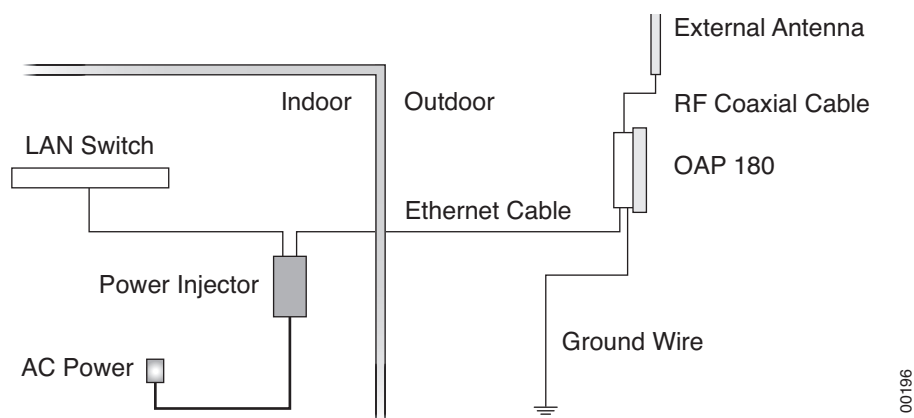 External Antenna
Indoor
Outdoor
RF Coaxial Cable
LAN Switch
OAP 180
Ethernet Cable
Power Injector
Ground Wire
AC Power
00196